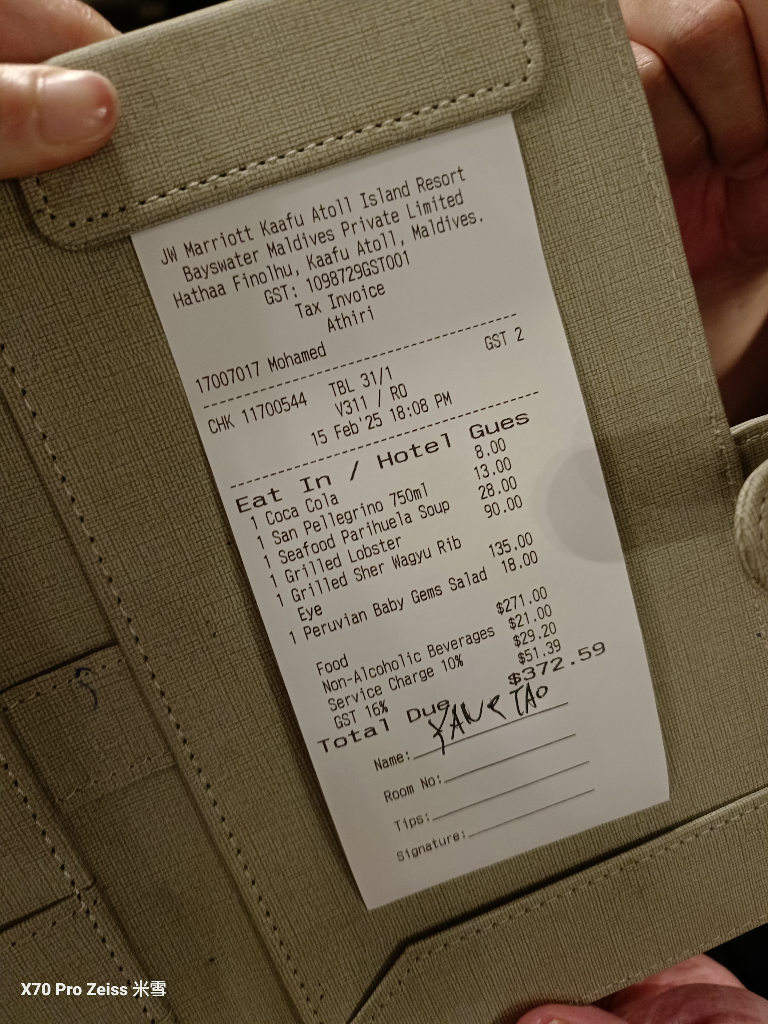 JW Marriott Kaafu Atoll Island Resort
Bayswater Maldives Private Limited
Hathaa Finolhu, Kaafu Atoll, Maldives.
GST: 1098729GST001
Tax Invoice
Athiri
17007017 Mohamed
CHK 11700544 TBL 31/1 GST 2
V311 / RO
15 Feb'25 18:08 PM
Eat In / Hotel Gues
1 Coca Cola 8.00
1 San Pellegrino 750ml 13.00
1 Seafood Parihuela Soup 28.00
1 Grilled Lobster 90.00
1 Grilled Sher Wagyu Rib
Eye 135.00
1 Peruvian Baby Gems Salad 18.00
Food $271.00
Non-Alcoholic Beverages $21.00
Service Charge 10% $29.20
GST 16% $51.39
Total Due $372.59
Name: YANG TAO
Room No:
Tips:
Signature:
X70 Pro Zeiss 米雪